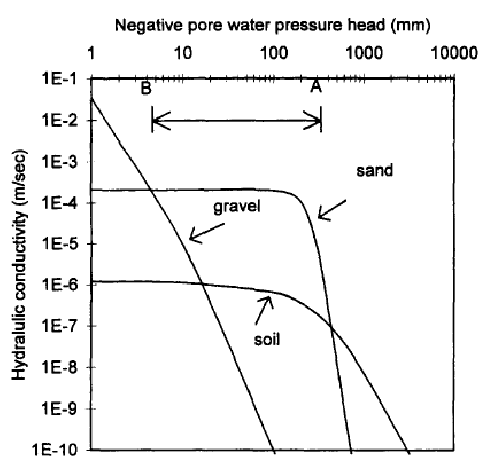 Negative pore water pressure head (mm)
1 10 100 1000 10000
1E-1
B A
1E-2
1E-3
sand
1E-4
gravel
1E-5
1E-6
soil
1E-7
1E-8
1E-9
1E-10
Hydralulic conductivity (m/sec)